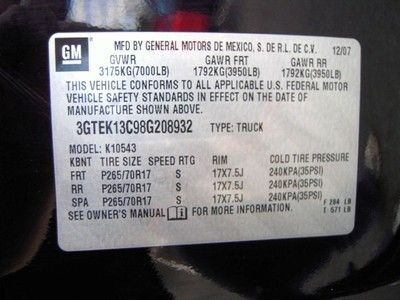 GM
MFD BY GENERAL MOTORS DE MEXICO, S. DE R.L. DE C.V. 12/07
GVWR GAWR FRT GAWR RR
3175KG(7000LB) 1792KG(3950LB) 1792KG(3950LB)
THIS VEHICLE CONFORMS TO ALL APPLICABLE U.S. FEDERAL MOTOR
VEHICLE SAFETY STANDARDS IN EFFECT ON THE DATE OF
MANUFACTURE SHOWN ABOVE.
3GTEK13C98G208932 TYPE: TRUCK
MODEL: K10543
KBNT TIRE SIZE SPEED RTG RIM COLD TIRE PRESSURE
FRT P265/70R17 S 17X7.5J 240KPA(35PSI)
RR P265/70R17 S 17X7.5J 240KPA(35PSI)
SPA P265/70R17 S 17X7.5J 240KPA(35PSI)
SEE OWNER'S MANUAL FOR MORE INFORMATION. F 284 LB
T 571 LB